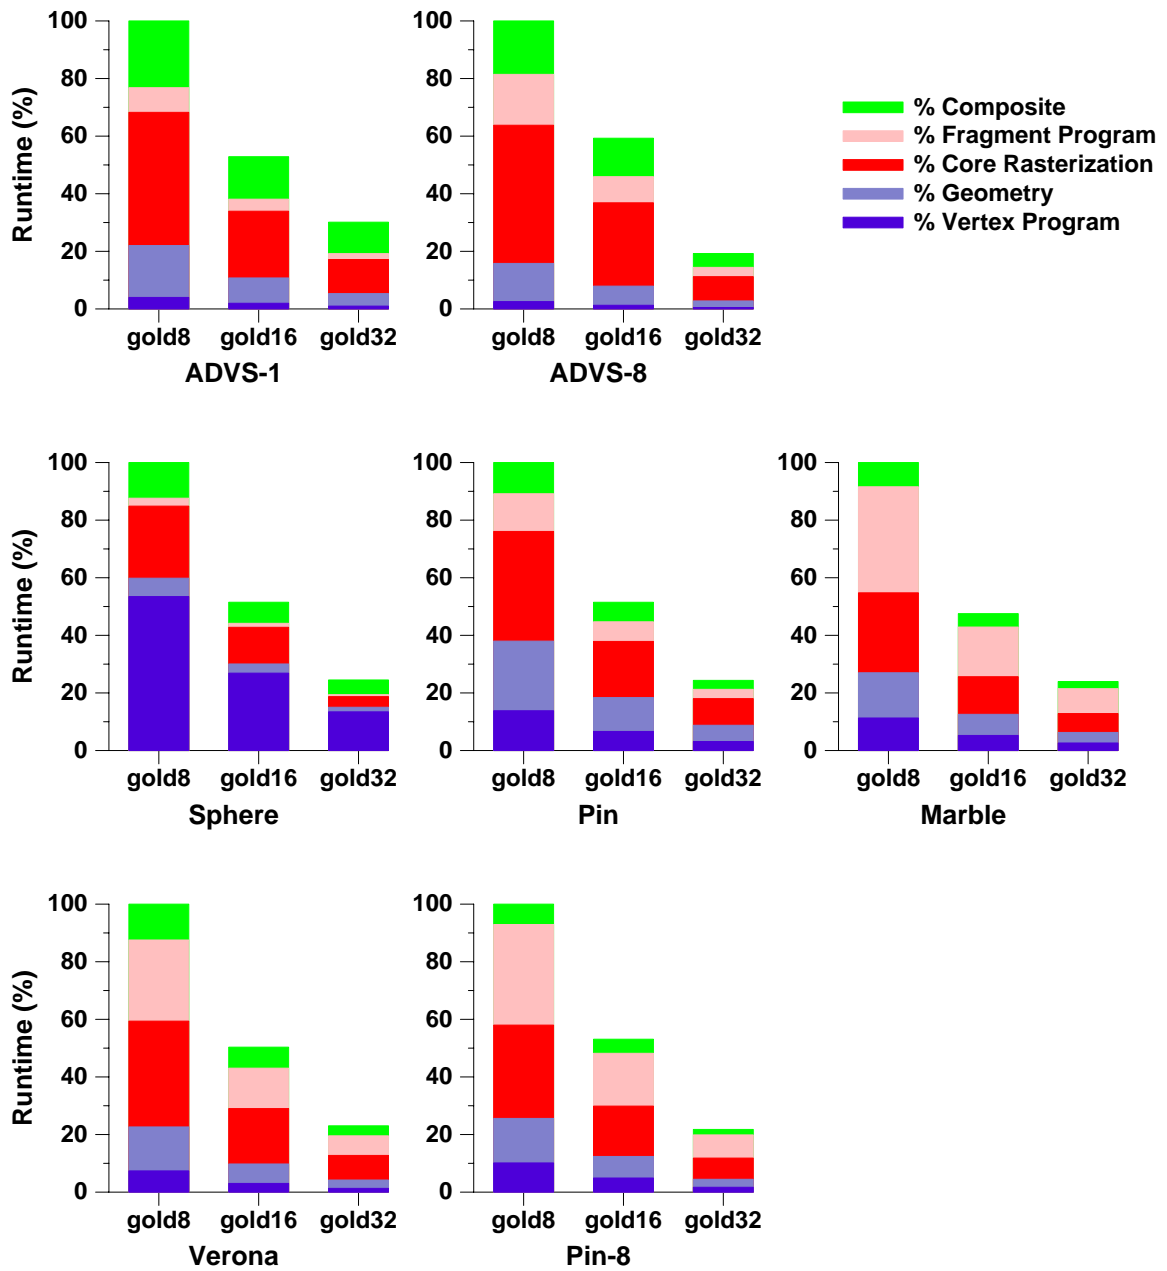 Runtime (%)
100
80
60
40
20
0
gold8 gold16 gold32
ADVS-1
100
80
60
40
20
0
gold8 gold16 gold32
ADVS-8
% Composite
% Fragment Program
% Core Rasterization
% Geometry
% Vertex Program
Runtime (%)
100
80
60
40
20
0
gold8 gold16 gold32
Sphere
100
80
60
40
20
0
gold8 gold16 gold32
Pin
100
80
60
40
20
0
gold8 gold16 gold32
Marble
Runtime (%)
100
80
60
40
20
0
gold8 gold16 gold32
Verona
100
80
60
40
20
0
gold8 gold16 gold32
Pin-8